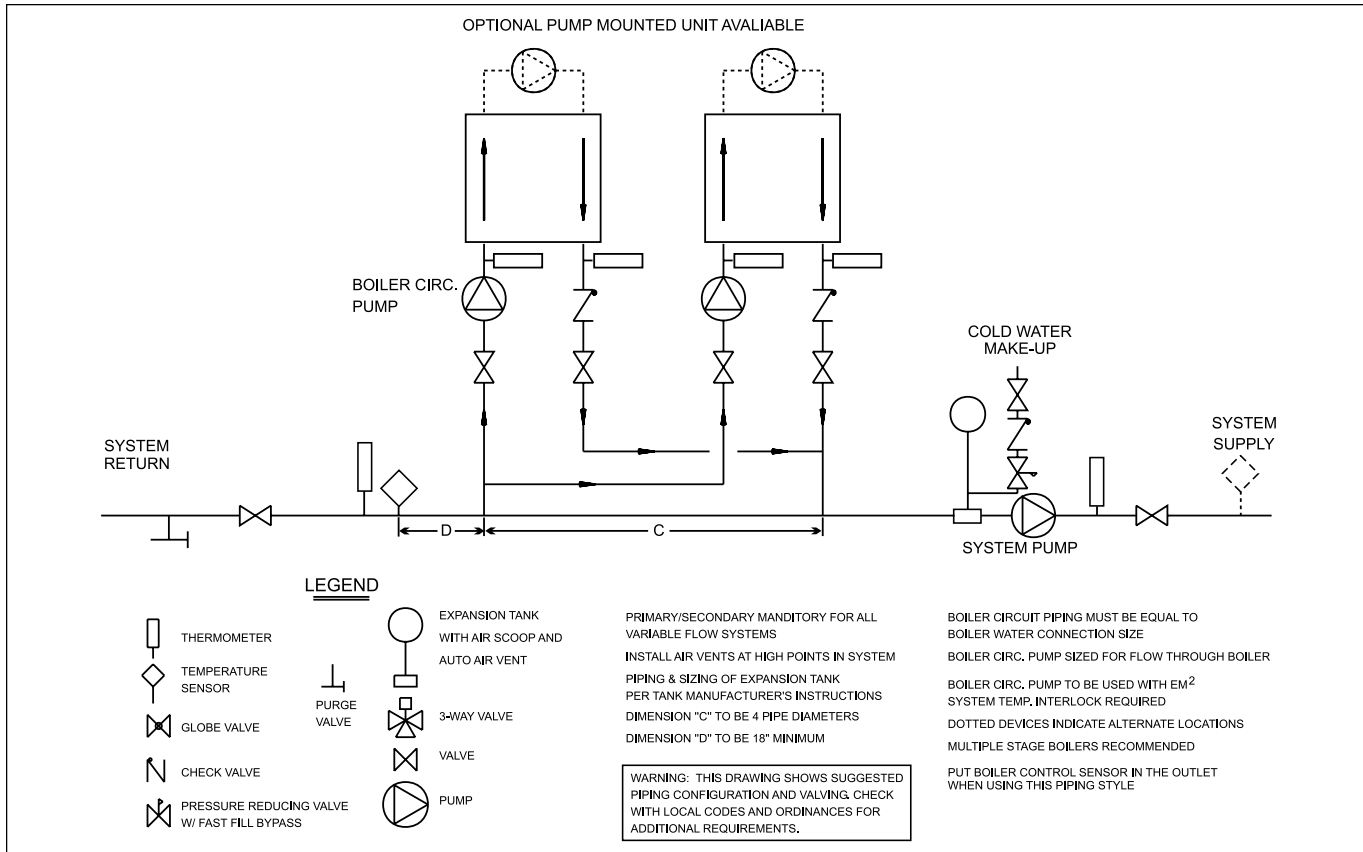 OPTIONAL PUMP MOUNTED UNIT AVALIABLE
BOILER CIRC.
PUMP
COLD WATER
MAKE-UP
SYSTEM
RETURN
SYSTEM
SUPPLY
D
C
SYSTEM PUMP
LEGEND
THERMOMETER
TEMPERATURE
SENSOR
GLOBE VALVE
CHECK VALVE
PRESSURE REDUCING VALVE
W/ FAST FILL BYPASS
PURGE
VALVE
EXPANSION TANK
WITH AIR SCOOP AND
AUTO AIR VENT
3-WAY VALVE
VALVE
PUMP
PRIMARY/SECONDARY MANDITORY FOR ALL
VARIABLE FLOW SYSTEMS
INSTALL AIR VENTS AT HIGH POINTS IN SYSTEM
PIPING & SIZING OF EXPANSION TANK
PER TANK MANUFACTURER'S INSTRUCTIONS
DIMENSION "C" TO BE 4 PIPE DIAMETERS
DIMENSION "D" TO BE 18" MINIMUM
WARNING: THIS DRAWING SHOWS SUGGESTED
PIPING CONFIGURATION AND VALVING. CHECK
WITH LOCAL CODES AND ORDINANCES FOR
ADDITIONAL REQUIREMENTS.
BOILER CIRCUIT PIPING MUST BE EQUAL TO
BOILER WATER CONNECTION SIZE
BOILER CIRC. PUMP SIZED FOR FLOW THROUGH BOILER
BOILER CIRC. PUMP TO BE USED WITH EM²
SYSTEM TEMP. INTERLOCK REQUIRED
DOTTED DEVICES INDICATE ALTERNATE LOCATIONS
MULTIPLE STAGE BOILERS RECOMMENDED
PUT BOILER CONTROL SENSOR IN THE OUTLET
WHEN USING THIS PIPING STYLE